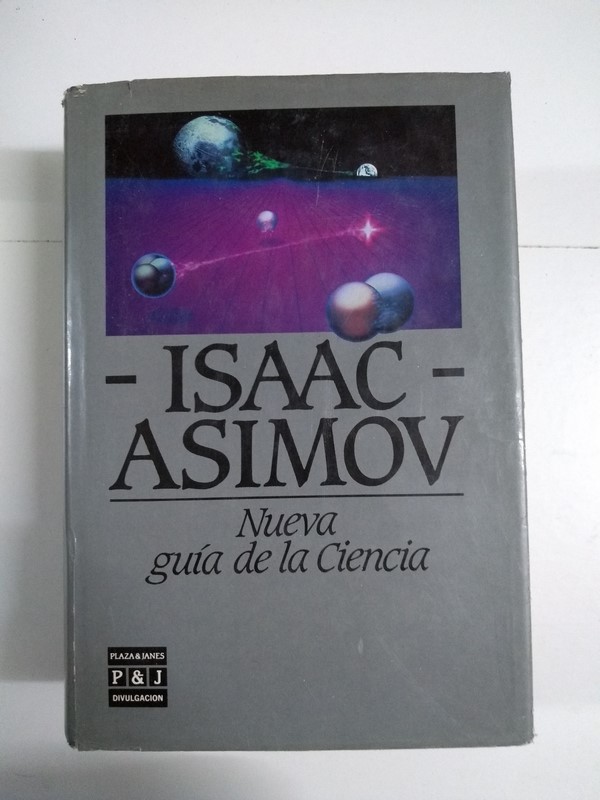 - ISAAC -
ASIMOV
Nueva
guía de la Ciencia
PLAZA & JANES
P & J
DIVULGACION